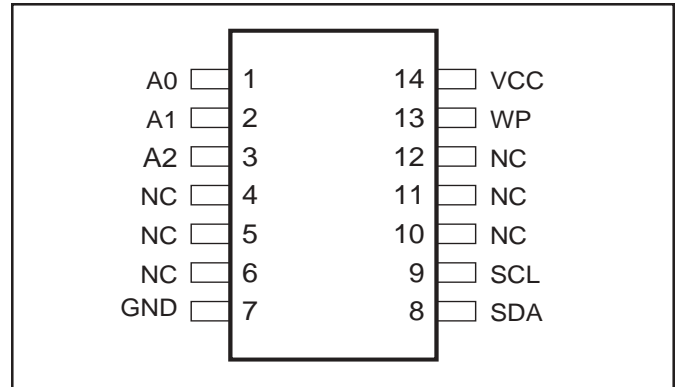 A0 1 14 VCC
A1 2 13 WP
A2 3 12 NC
NC 4 11 NC
NC 5 10 NC
NC 6 9 SCL
GND 7 8 SDA